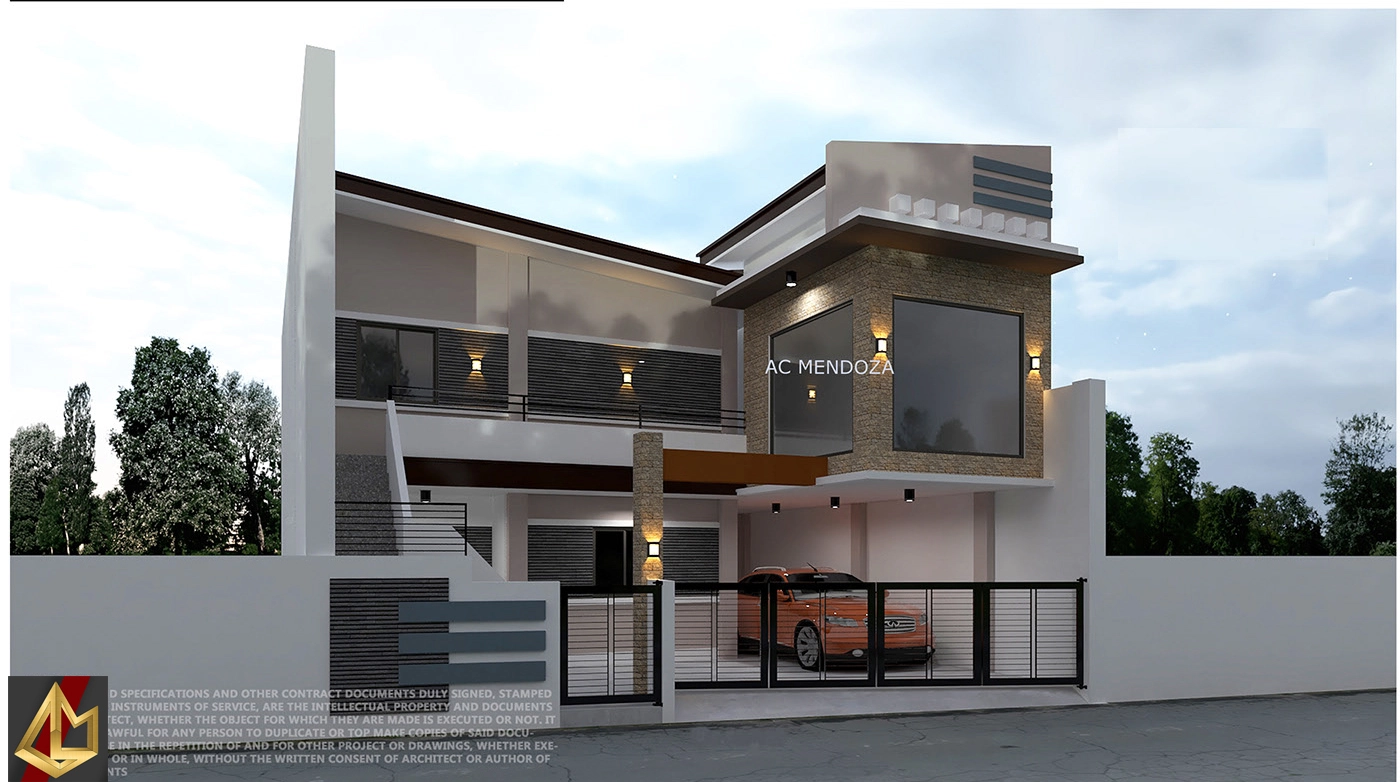 AC MENDOZA
D SPECIFICATIONS AND OTHER CONTRACT DOCUMENTS DULY SIGNED, STAMPED
INSTRUMENTS OF SERVICE, ARE THE INTELLECTUAL PROPERTY AND DOCUMENTS
TECT, WHETHER THE OBJECT FOR WHICH THEY ARE MADE IS EXECUTED OR NOT. IT
AWFUL FOR ANY PERSON TO DUPLICATE OR TOP MAKE COPIES OF SAID DOCU-
E IN THE REPETITION OF AND FOR OTHER PROJECT OR DRAWINGS, WHETHER EXE-
OR IN WHOLE, WITHOUT THE WRITTEN CONSENT OF ARCHITECT OR AUTHOR OF
NTS